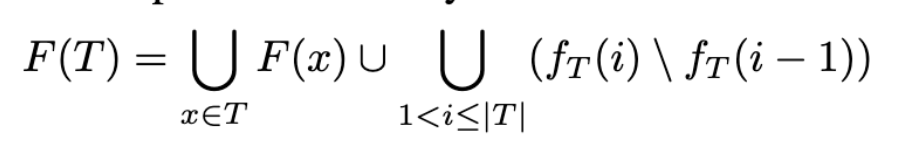 F(T) = ⋃_{x∈T} F(x) ∪ ⋃_{1<i≤|T|} (f_T(i) \ f_T(i − 1))